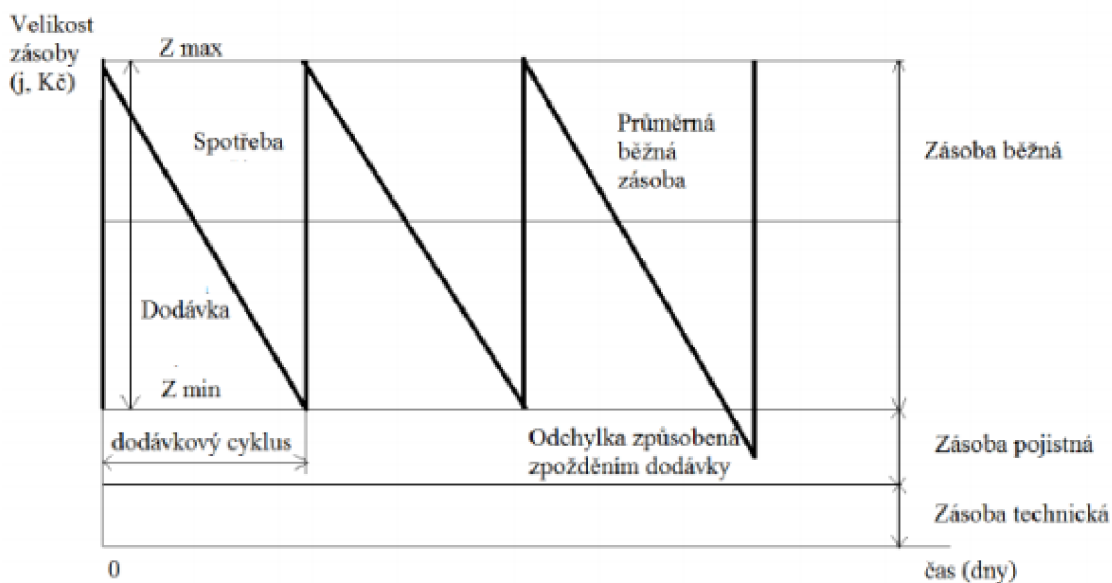 Velikost
zásoby
(j, Kč)
Z max
Spotřeba
Průměrná
běžná
zásoba
Zásoba běžná
Dodávka
Z min
dodávkový cyklus
Odchylka způsobená
zpožděním dodávky
Zásoba pojistná
Zásoba technická
0
čas (dny)